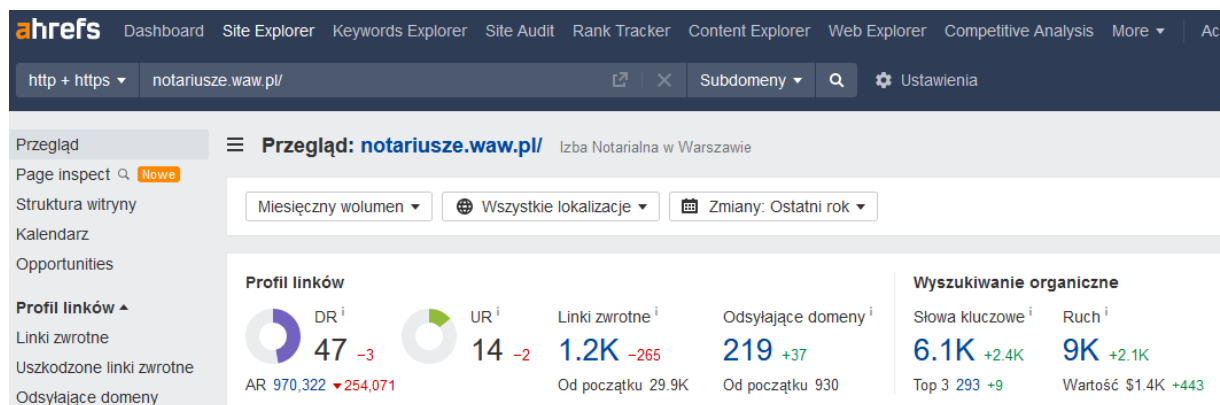 ahrefs Dashboard Site Explorer Keywords Explorer Site Audit Rank Tracker Content Explorer Web Explorer Competitive Analysis More Ac
http + https notariusze.waw.pl/ Subdomeny Ustawienia
Przegląd
Page inspect Nowe
Struktura witryny
Kalendarz
Opportunities
Profil linków
Linki zwrotne
Uszkodzone linki zwrotne
Odsyłające domeny
Przegląd: notariusze.waw.pl/ Izba Notarialna w Warszawie
Miesięczny wolumen Wszystkie lokalizacje Zmiany: Ostatni rok
Profil linków
DR i UR i Linki zwrotne i Odsyłające domeny i
47 -3 14 -2 1.2K -265 219 +37
AR 970,322 ▼254,071 Od początku 29.9K Od początku 930
Wyszukiwanie organiczne
Słowa kluczowe i Ruch i
6.1K +2.4K 9K +2.1K
Top 3 293 +9 Wartość $1.4K +443